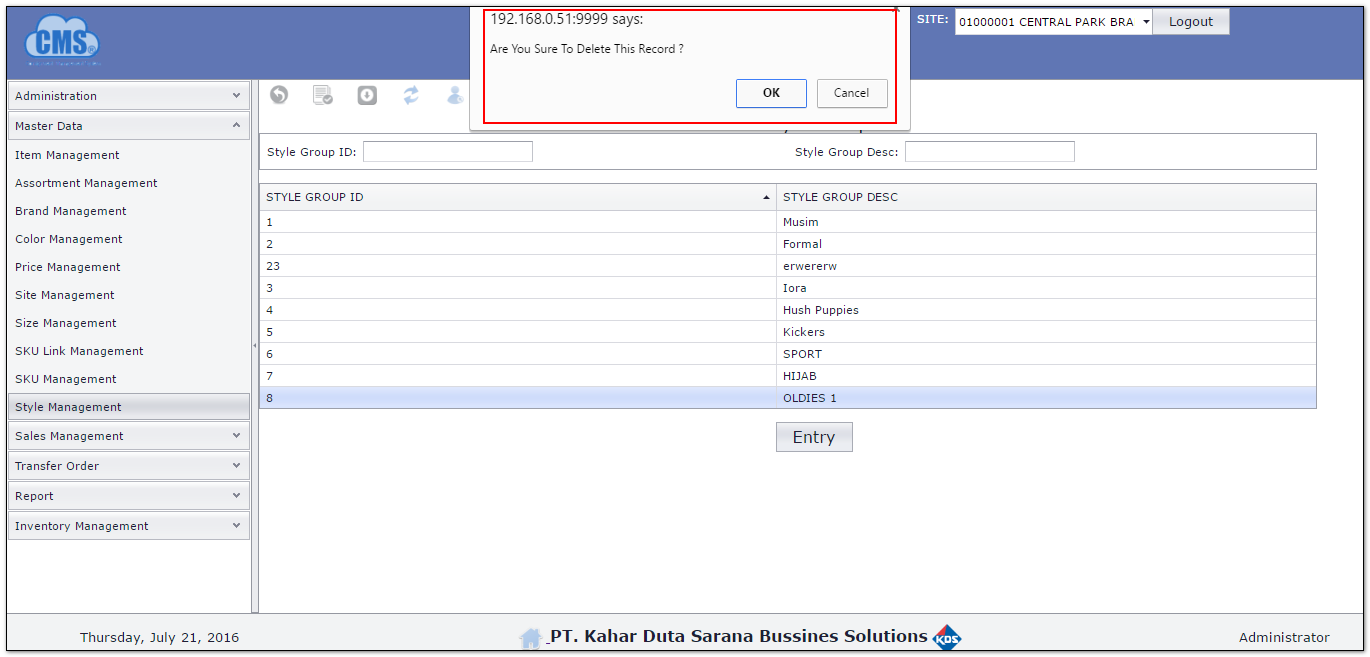 CMS®
192.168.0.51:9999 says:
Are You Sure To Delete This Record ?
OK Cancel
SITE: 01000001 CENTRAL PARK BRA Logout
Administration
Master Data
Item Management
Assortment Management
Brand Management
Color Management
Price Management
Site Management
Size Management
SKU Link Management
SKU Management
Style Management
Sales Management
Transfer Order
Report
Inventory Management
Style Group ID: Style Group Desc:
STYLE GROUP ID STYLE GROUP DESC
1 Musim
2 Formal
23 erwererw
3 Iora
4 Hush Puppies
5 Kickers
6 SPORT
7 HIJAB
8 OLDIES 1
Entry
Thursday, July 21, 2016
PT. Kahar Duta Sarana Bussines Solutions KDS
Administrator